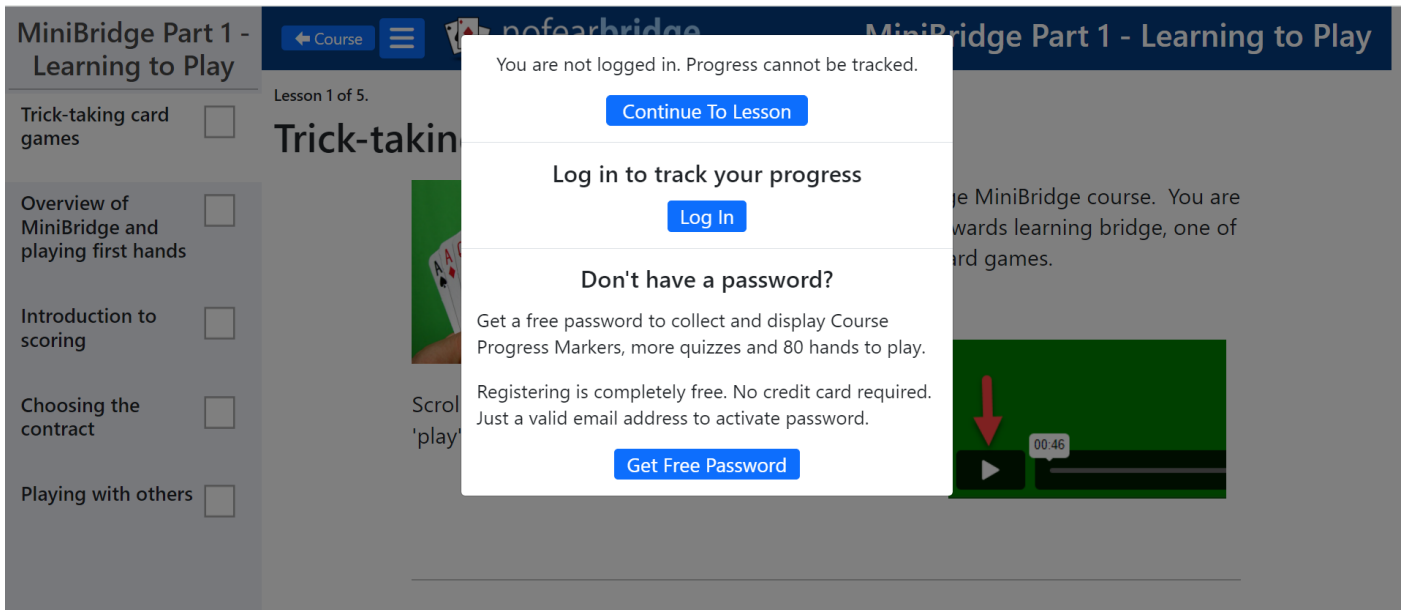 MiniBridge Part 1 -
Learning to Play
Course
nofearbridge
MiniBridge Part 1 - Learning to Play
Trick-taking card
games
Overview of
MiniBridge and
playing first hands
Introduction to
scoring
Choosing the
contract
Playing with others
Lesson 1 of 5.
MiniBridge course. You are
learning bridge, one of
games.
'play'
00:46
You are not logged in. Progress cannot be tracked.
Continue To Lesson
Log in to track your progress
Log In
Don't have a password?
Get a free password to collect and display Course
Progress Markers, more quizzes and 80 hands to play.
Registering is completely free. No credit card required.
Just a valid email address to activate password.
Get Free Password